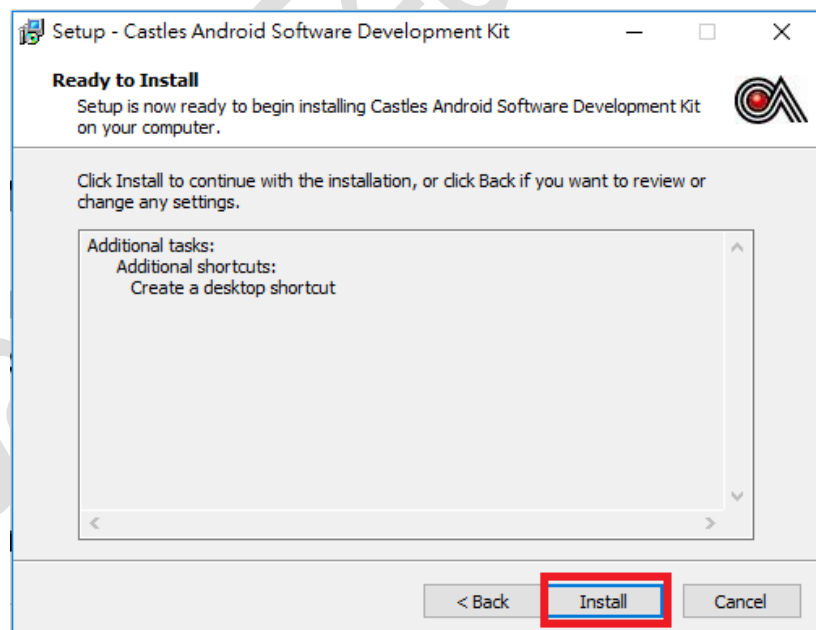 Setup - Castles Android Software Development Kit
Ready to Install
Setup is now ready to begin installing Castles Android Software Development Kit
on your computer.
Click Install to continue with the installation, or click Back if you want to review or
change any settings.
Additional tasks:
Additional shortcuts:
Create a desktop shortcut
< Back
Install
Cancel